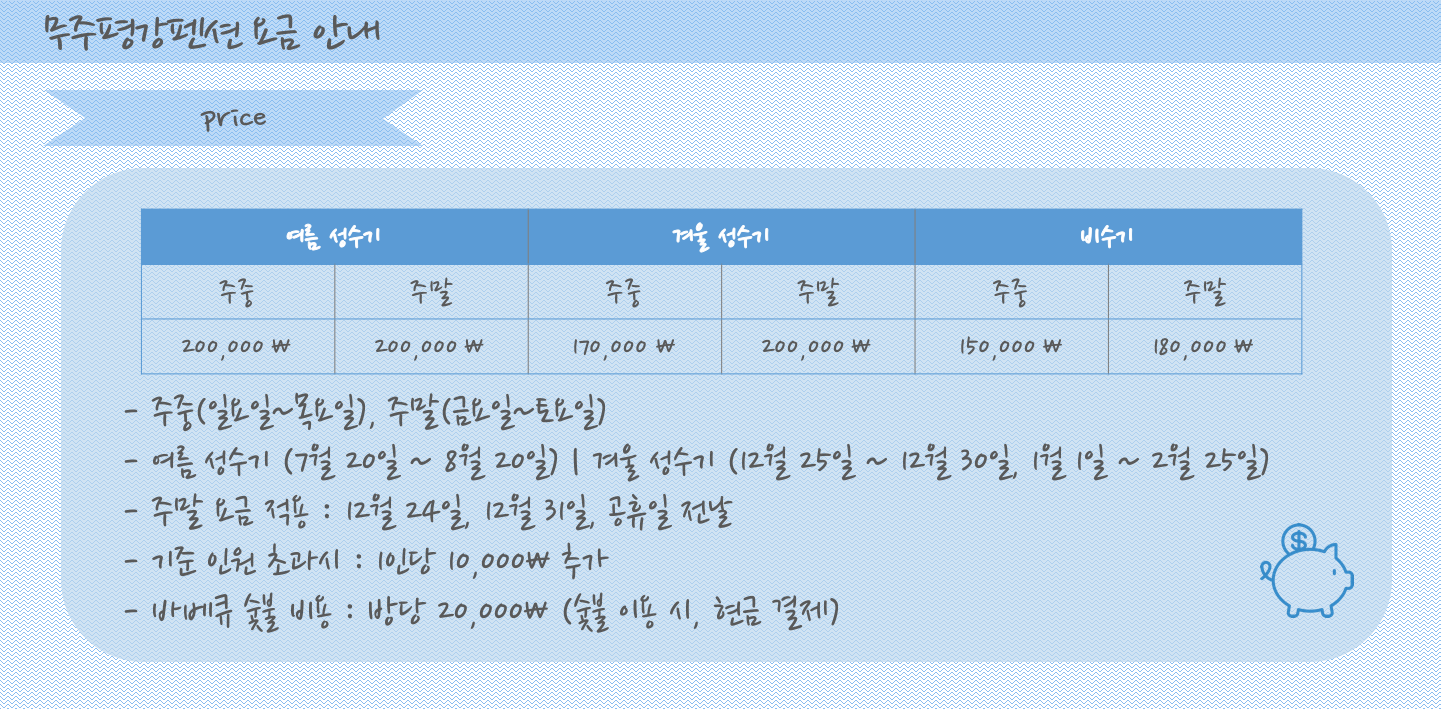 무주평강펜션 요금 안내
price
여름 성수기 겨울 성수기 비수기
주중 주말 주중 주말 주중 주말
200,000 ₩ 200,000 ₩ 170,000 ₩ 200,000 ₩ 150,000 ₩ 180,000 ₩
- 주중(일요일~목요일), 주말(금요일~토요일)
- 여름 성수기 (7월 20일 ~ 8월 20일) | 겨울 성수기 (12월 25일 ~ 12월 30일, 1월 1일 ~ 2월 25일)
- 주말 요금 적용 : 12월 24일, 12월 31일, 공휴일 전날
- 기준 인원 초과시 : 1인당 10,000₩ 추가
- 바베큐 숯불 비용 : 방당 20,000₩ (숯불 이용 시, 현금 결제)
$